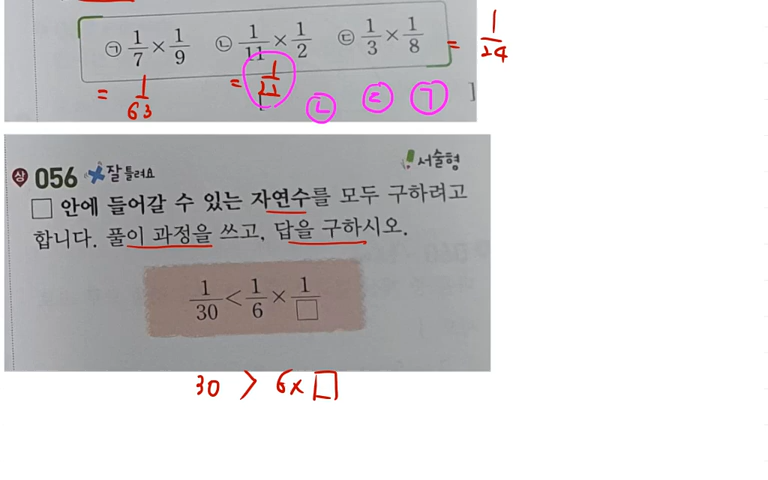 ㉠ 1/7 × 1/9 ㉡ 1/11 × 1/2 ㉢ 1/3 × 1/8 = 1/24
= 1/63 = 1/22 ㉡ ㉢ ㉠ ]
상 056 잘 틀려요 서술형
□ 안에 들어갈 수 있는 자연수를 모두 구하려고
합니다. 풀이 과정을 쓰고, 답을 구하시오.
1/30 < 1/6 × 1/□
30 > 6×□